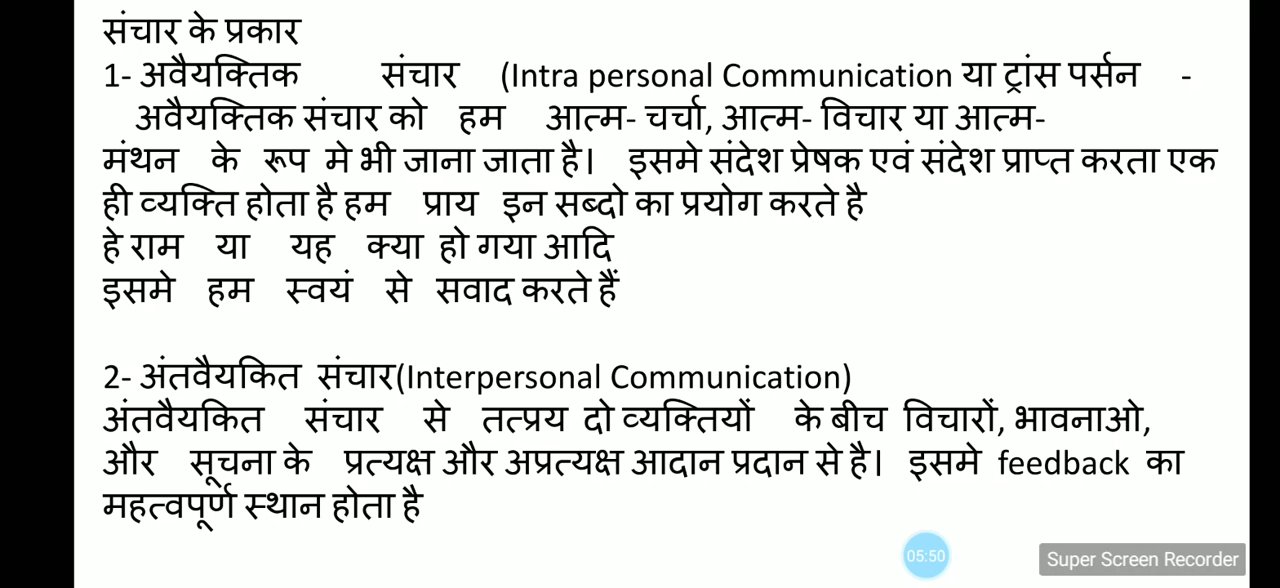 संचार के प्रकार
1- अवैयक्तिक संचार (Intra personal Communication या ट्रांस पर्सन -
अवैयक्तिक संचार को हम आत्म- चर्चा, आत्म- विचार या आत्म-
मंथन के रूप मे भी जाना जाता है। इसमे संदेश प्रेषक एवं संदेश प्राप्त करता एक
ही व्यक्ति होता है हम प्राय इन सब्दो का प्रयोग करते है
हे राम या यह क्या हो गया आदि
इसमे हम स्वयं से सवाद करते हैं
2- अंतवैयकित संचार(Interpersonal Communication)
अंतवैयकित संचार से तत्प्रय दो व्यक्तियों के बीच विचारों, भावनाओ,
और सूचना के प्रत्यक्ष और अप्रत्यक्ष आदान प्रदान से है। इसमे feedback का
महत्वपूर्ण स्थान होता है
05:50
Super Screen Recorder